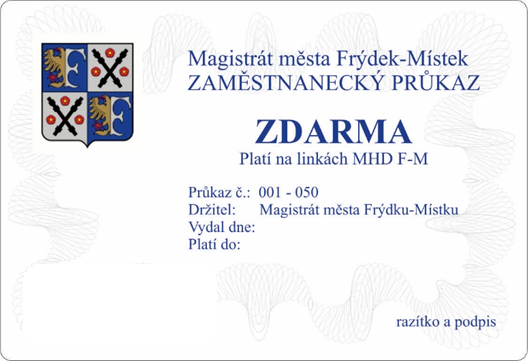 Magistrát města Frýdek-Místek
ZAMĚSTNANECKÝ PRŮKAZ
ZDARMA
Platí na linkách MHD F-M
Průkaz č.: 001 - 050
Držitel: Magistrát města Frýdku-Místku
Vydal dne:
Platí do:
razítko a podpis